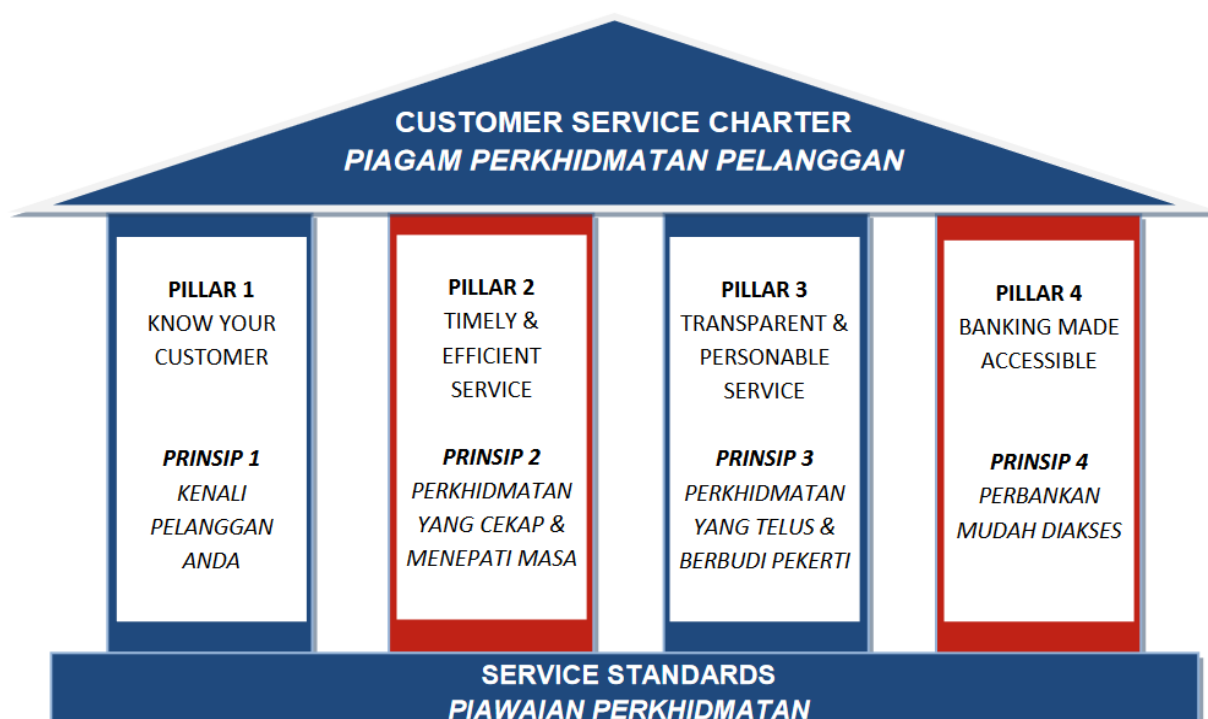 CUSTOMER SERVICE CHARTER
PIAGAM PERKHIDMATAN PELANGGAN
PILLAR 1
KNOW YOUR
CUSTOMER
PRINSIP 1
KENALI
PELANGGAN
ANDA
PILLAR 2
TIMELY &
EFFICIENT
SERVICE
PRINSIP 2
PERKHIDMATAN
YANG CEKAP &
MENEPATI MASA
PILLAR 3
TRANSPARENT &
PERSONABLE
SERVICE
PRINSIP 3
PERKHIDMATAN
YANG TELUS &
BERBUDI PEKERTI
PILLAR 4
BANKING MADE
ACCESSIBLE
PRINSIP 4
PERBANKAN
MUDAH DIAKSES
SERVICE STANDARDS
PIAWAIAN PERKHIDMATAN